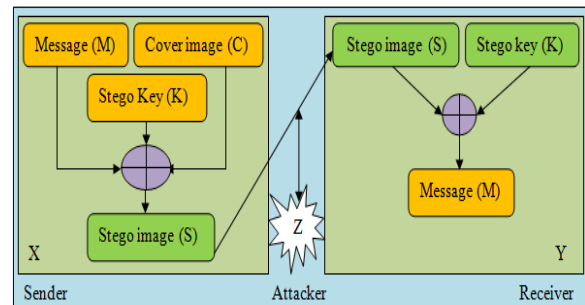 Message (M)
Cover image (C)
Stego Key (K)
Stego image (S)
X
Sender
Z
Attacker
Stego image (S)
Stego key (K)
Message (M)
Y
Receiver